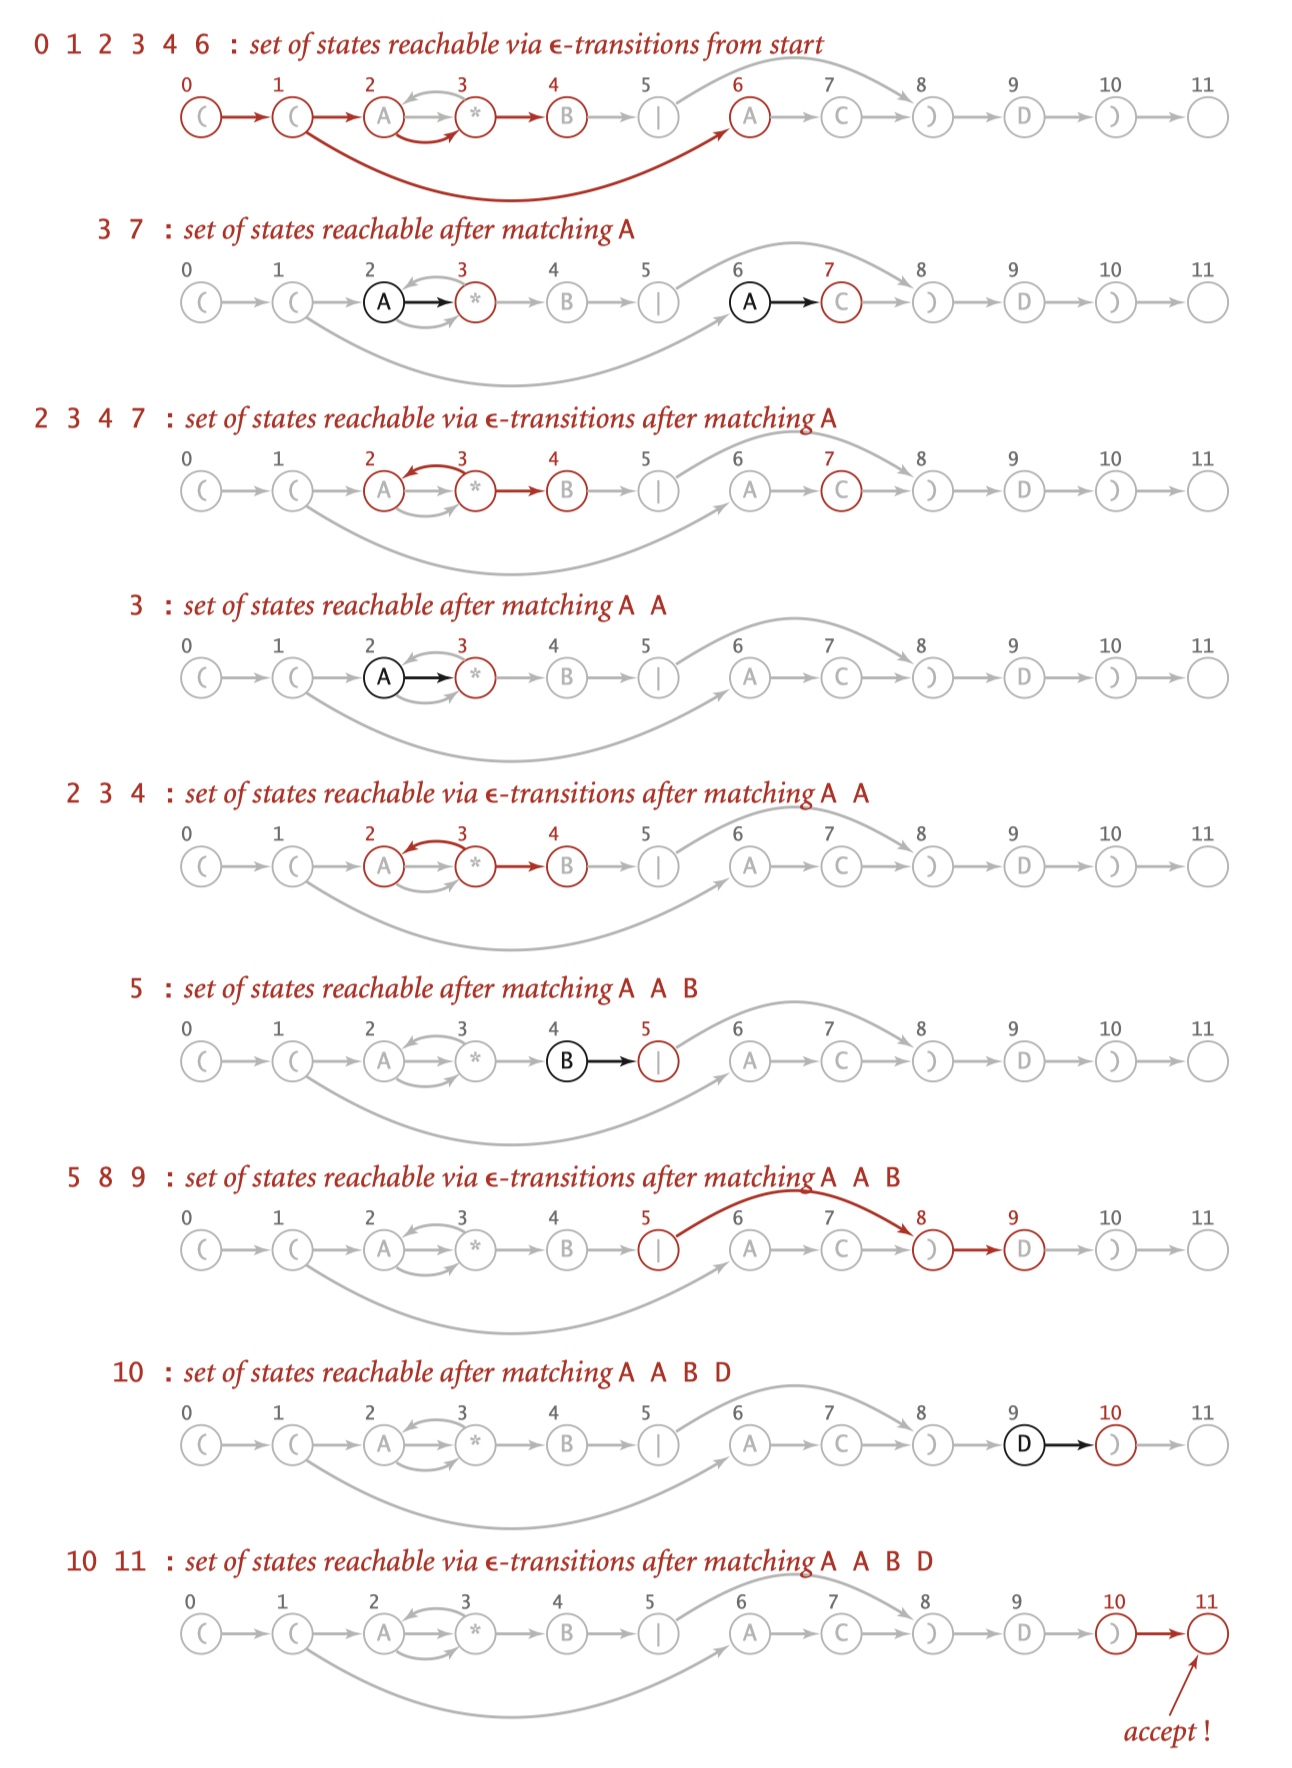 0 1 2 3 4 6 : set of states reachable via ϵ-transitions from start
0 1 2 3 4 5 6 7 8 9 10 11
( ( A * B | A C ) D )
3 7 : set of states reachable after matching A
0 1 2 3 4 5 6 7 8 9 10 11
( ( A * B | A C ) D )
2 3 4 7 : set of states reachable via ϵ-transitions after matching A
0 1 2 3 4 5 6 7 8 9 10 11
( ( A * B | A C ) D )
3 : set of states reachable after matching A A
0 1 2 3 4 5 6 7 8 9 10 11
( ( A * B | A C ) D )
2 3 4 : set of states reachable via ϵ-transitions after matching A A
0 1 2 3 4 5 6 7 8 9 10 11
( ( A * B | A C ) D )
5 : set of states reachable after matching A A B
0 1 2 3 4 5 6 7 8 9 10 11
( ( A * B | A C ) D )
5 8 9 : set of states reachable via ϵ-transitions after matching A A B
0 1 2 3 4 5 6 7 8 9 10 11
( ( A * B | A C ) D )
10 : set of states reachable after matching A A B D
0 1 2 3 4 5 6 7 8 9 10 11
( ( A * B | A C ) D )
10 11 : set of states reachable via ϵ-transitions after matching A A B D
0 1 2 3 4 5 6 7 8 9 10 11
( ( A * B | A C ) D )
accept !